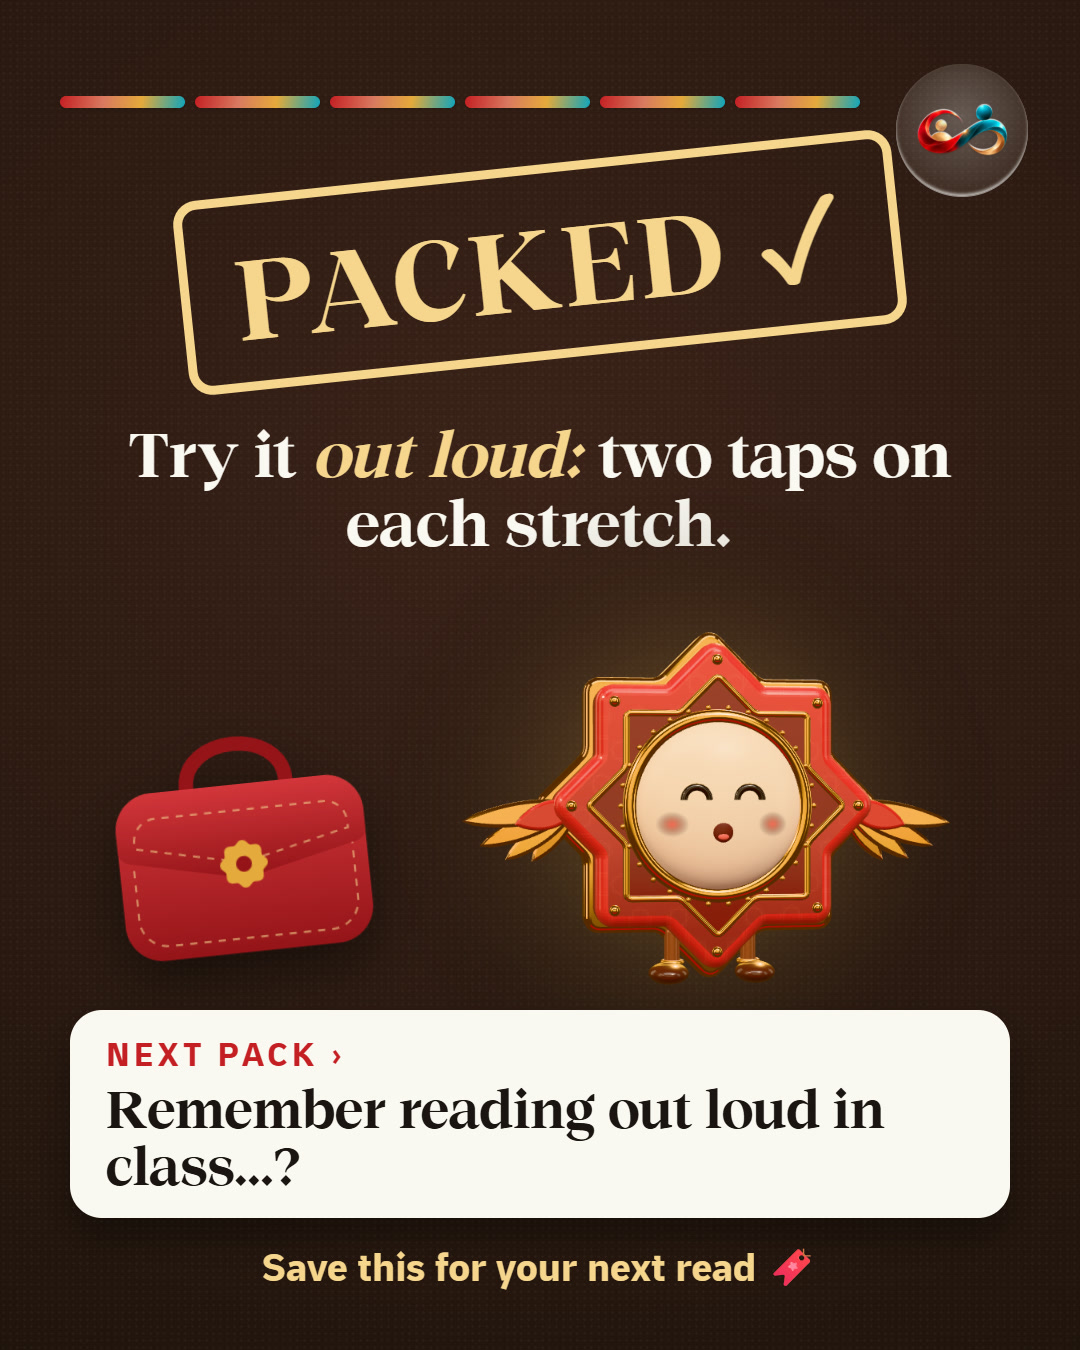 PACKED ✓
Try it out loud: two taps on
each stretch.
NEXT PACK ›
Remember reading out loud in
class...?
Save this for your next read